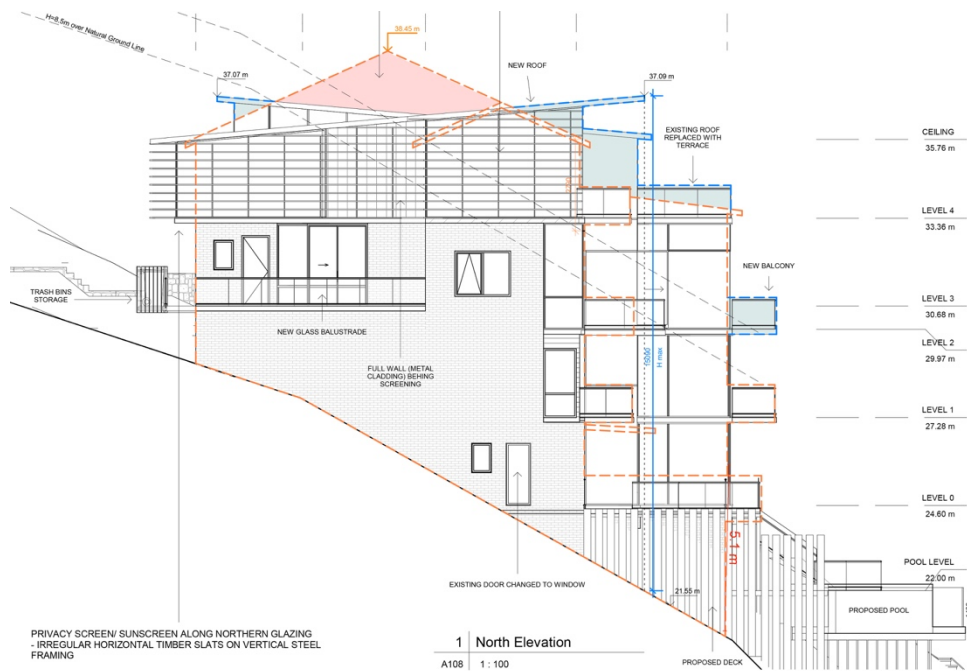 H=8.5m over Natural Ground Line
38.45 m
37.07 m
NEW ROOF
37.09 m
EXISTING ROOF
REPLACED WITH
TERRACE
CEILING
35.76 m
LEVEL 4
33.36 m
NEW BALCONY
TRASH BINS
STORAGE
LEVEL 3
30.68 m
NEW GLASS BALUSTRADE
LEVEL 2
29.97 m
FULL WALL (METAL
CLADDING) BEHING
SCREENING
H max
LEVEL 1
27.28 m
LEVEL 0
24.60 m
5.1 m
POOL LEVEL
22.00 m
EXISTING DOOR CHANGED TO WINDOW
21.55 m
PROPOSED POOL
PRIVACY SCREEN/ SUNSCREEN ALONG NORTHERN GLAZING
- IRREGULAR HORIZONTAL TIMBER SLATS ON VERTICAL STEEL
FRAMING
1 North Elevation
A108 1 : 100
PROPOSED DECK